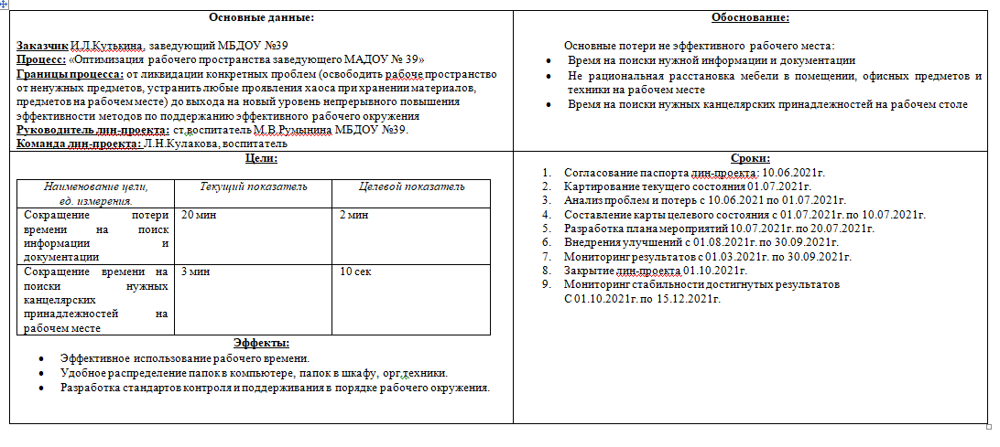 Основные данные:
Заказчик И.Л.Кутькина, заведующий МБДОУ №39
Процесс: «Оптимизация рабочего пространства заведующего МАДОУ № 39»
Границы процесса: от ликвидации конкретных проблем (освободить рабоче пространство
от ненужных предметов, устранить любые проявления хаоса при хранении материалов,
предметов на рабочем месте) до выхода на новый уровень непрерывного повышения
эффективности методов по поддержанию эффективного рабочего окружения
Руководитель лин-проекта: ст.воспитатель М.В.Румынина МБДОУ №39.
Команда лин-проекта: Л.Н.Кулакова, воспитатель
Обоснование:
Основные потери не эффективного рабочего места:
• Время на поиски нужной информации и документации
• Не рациональная расстановка мебели в помещении, офисных предметов и
техники на рабочем месте
• Время на поиски нужных канцелярских принадлежностей на рабочем столе
Цели:
Наименование цели,
ед. измерения.
Текущий показатель
Целевой показатель
Сокращение потери
времени на поиск
информации и
документации
20 мин
2 мин
Сокращение времени на
поиски нужных
канцелярских
принадлежностей на
рабочем месте
3 мин
10 сек
Эффекты:
• Эффективное использование рабочего времени.
• Удобное распределение папок в компьютере, папок в шкафу, орг.техники.
• Разработка стандартов контроля и поддерживания в порядке рабочего окружения.
Сроки:
1. Согласование паспорта лин-проекта: 10.06.2021г.
2. Картирование текущего состояния 01.07.2021г.
3. Анализ проблем и потерь с 10.06.2021 по 01.07.2021г.
4. Составление карты целевого состояния с 01.07.2021г. по 10.07.2021г.
5. Разработка плана мероприятий 10.07.2021г. по 20.07.2021г.
6. Внедрения улучшений с 01.08.2021г. по 30.09.2021г.
7. Мониторинг результатов с 01.03.2021г. по 30.09.2021г.
8. Закрытие лин-проекта 01.10.2021г.
9. Мониторинг стабильности достигнутых результатов
С 01.10.2021г. по 15.12.2021г.